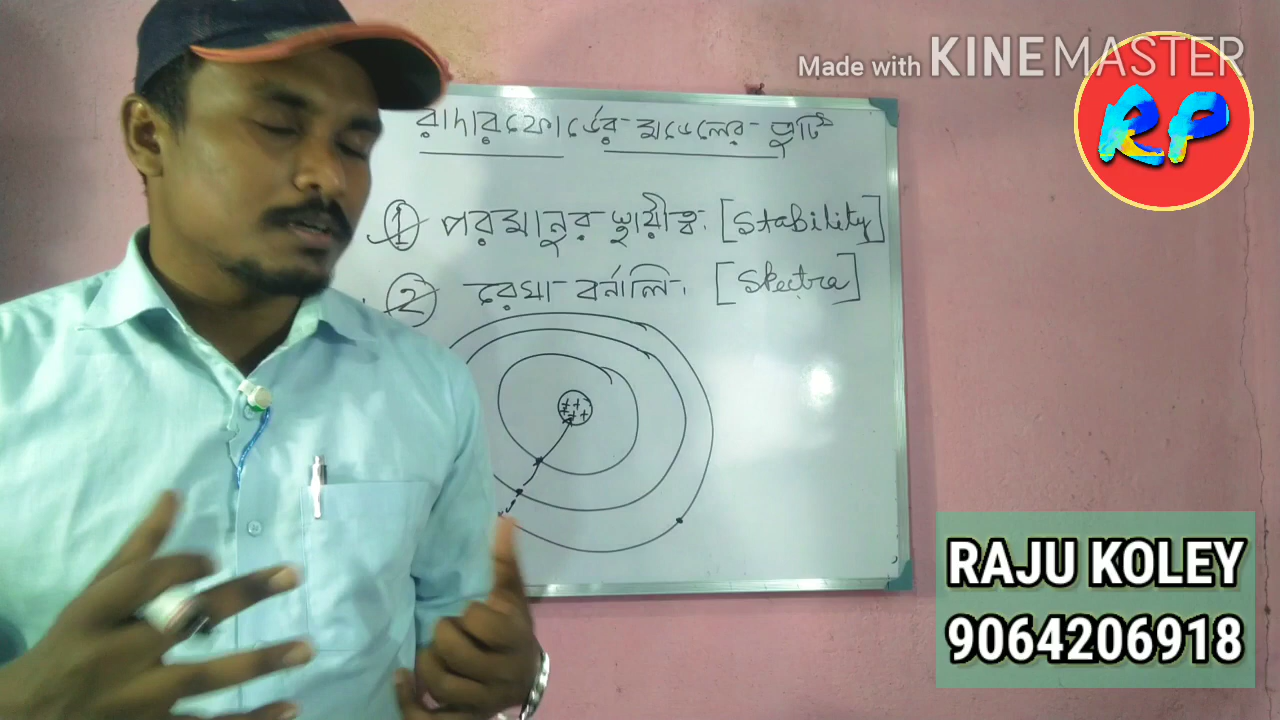 Made with KINEMASTER
RP
রাদারফোর্ডের মডেলের ত্রুটি
1 পরমানুর স্থায়ীত্ব. [Stability]
2 রেখা বর্নালি. [Spectra]
RAJU KOLEY
9064206918